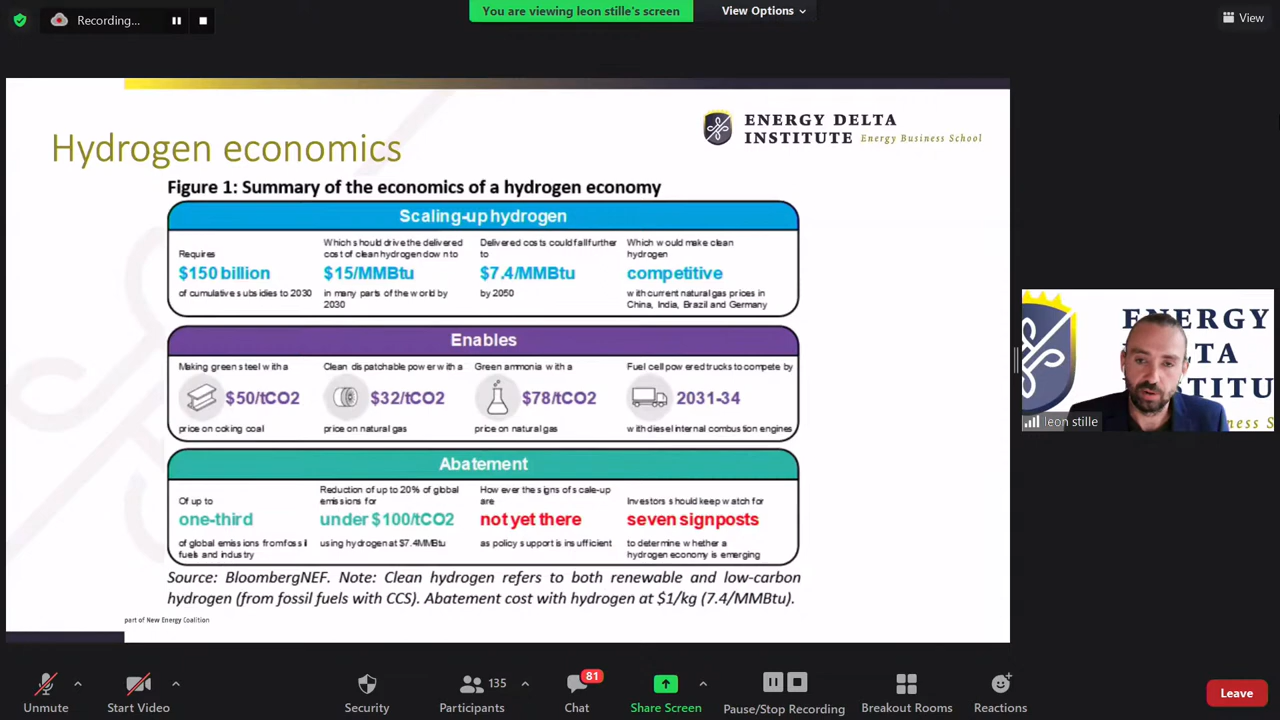 Recording...
You are viewing leon stille's screen
View Options
View
Hydrogen economics
ENERGY DELTA
INSTITUTE Energy Business School
Figure 1: Summary of the economics of a hydrogen economy
Scaling-up hydrogen
Requires
$150 billion
of cumulative subsidies to 2030
Which should drive the delivered
cost of clean hydrogen down to
$15/MMBtu
in many parts of the world by
2030
Delivered costs could fall further
to
$7.4/MMBtu
by 2050
Which would make clean
hydrogen
competitive
with current natural gas prices in
China, India, Brazil and Germany
Enables
Making green steel with a
$50/tCO2
price on coking coal
Clean dispatchable power with a
$32/tCO2
price on natural gas
Green ammonia with a
$78/tCO2
price on natural gas
Fuel cell powered trucks to compete by
2031-34
with diesel internal combustion engines
Abatement
Of up to
one-third
of global emissions from fossil
fuels and industry
Reduction of up to 20% of global
emissions for
under $100/tCO2
using hydrogen at $7.4MMBtu
However the signs of scale-up
are
not yet there
as policy support is insufficient
Investors should keep watch for
seven signposts
to determine whether a
hydrogen economy is emerging
Source: BloombergNEF. Note: Clean hydrogen refers to both renewable and low-carbon
hydrogen (from fossil fuels with CCS). Abatement cost with hydrogen at $1/kg (7.4/MMBtu).
part of New Energy Coalition
ENERGY
TA
INSTITU
ness S
leon stille
Unmute
Start Video
Security
135
Participants
81
Chat
Share Screen
Pause/Stop Recording
Breakout Rooms
Reactions
Leave